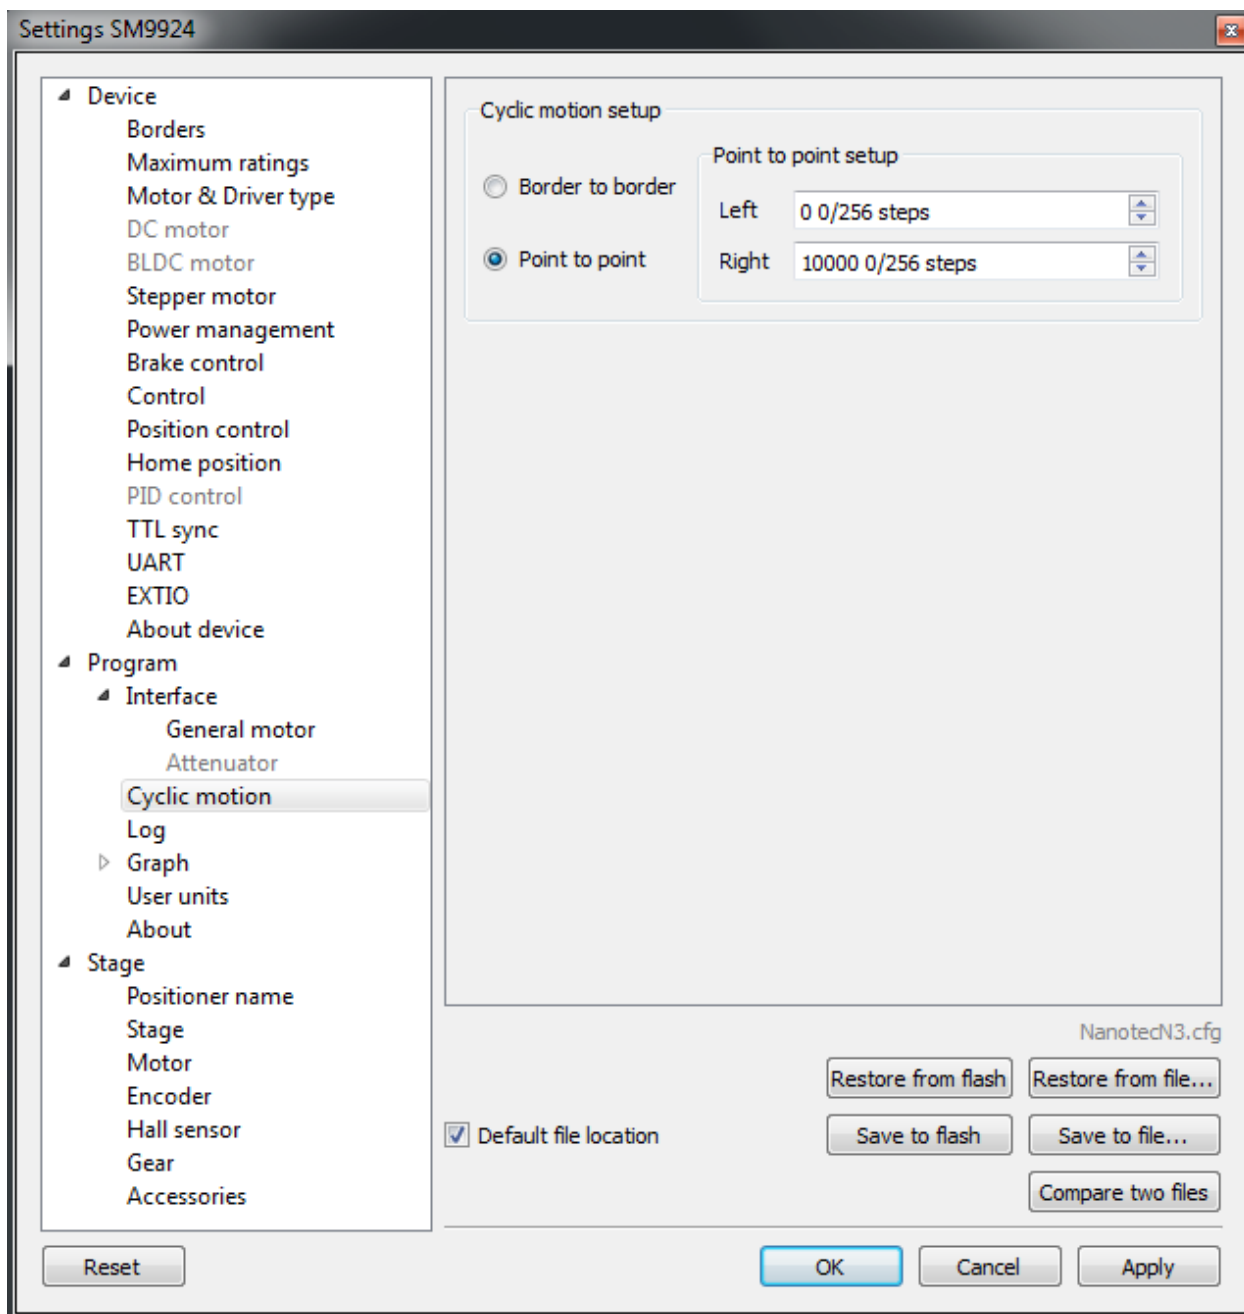 Settings SM9924
Device
Borders
Maximum ratings
Motor & Driver type
DC motor
BLDC motor
Stepper motor
Power management
Brake control
Control
Position control
Home position
PID control
TTL sync
UART
EXTIO
About device
Program
Interface
General motor
Attenuator
Cyclic motion
Log
Graph
User units
About
Stage
Positioner name
Stage
Motor
Encoder
Hall sensor
Gear
Accessories
Cyclic motion setup
Border to border
Point to point
Point to point setup
Left 0 0/256 steps
Right 10000 0/256 steps
NanotecN3.cfg
Restore from flash Restore from file...
Default file location Save to flash Save to file...
Compare two files
Reset OK Cancel Apply